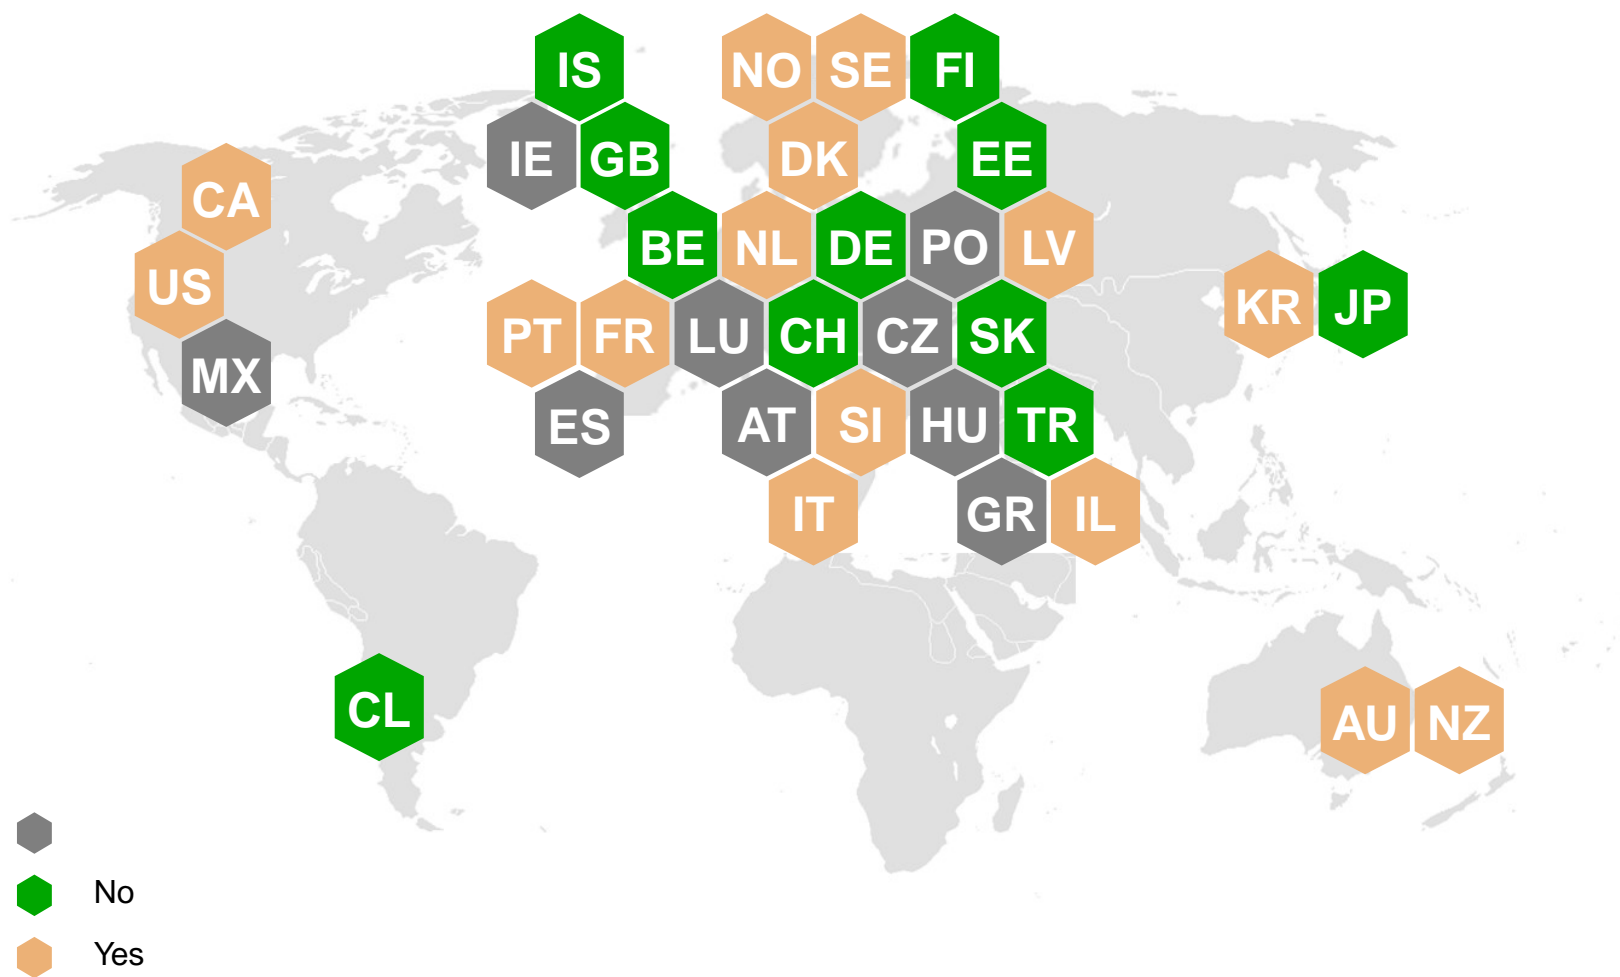 IS
NO SE FI
IE GB
DK
EE
CA
BE NL DE PO LV
US
KR JP
PT FR LU CH CZ SK
MX
ES
AT SI HU TR
IT
GR IL
CL
AU NZ
No
Yes